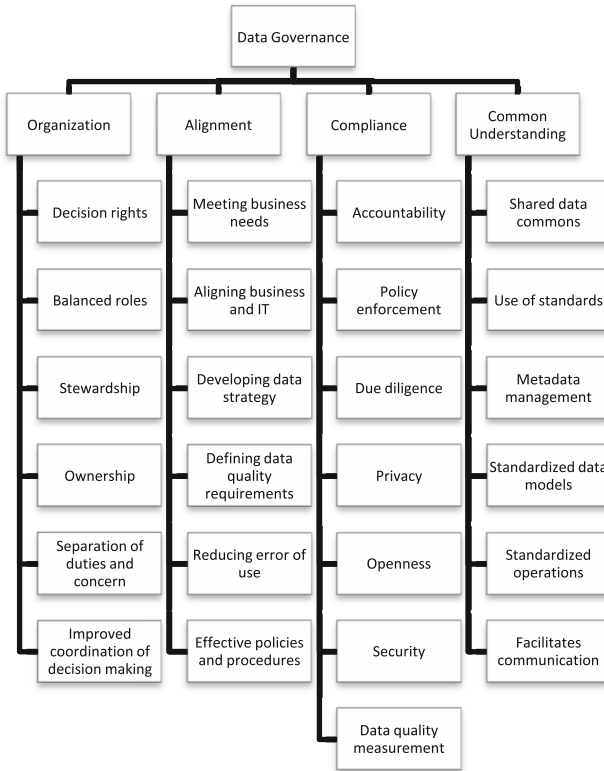 Data Governance
Organization
Alignment
Compliance
Common
Understanding
Decision rights
Balanced roles
Stewardship
Ownership
Separation of
duties and
concern
Improved
coordination of
decision making
Meeting business
needs
Aligning business
and IT
Developing data
strategy
Defining data
quality
requirements
Reducing error of
use
Effective policies
and procedures
Accountability
Policy
enforcement
Due diligence
Privacy
Openness
Security
Data quality
measurement
Shared data
commons
Use of standards
Metadata
management
Standardized data
models
Standardized
operations
Facilitates
communication